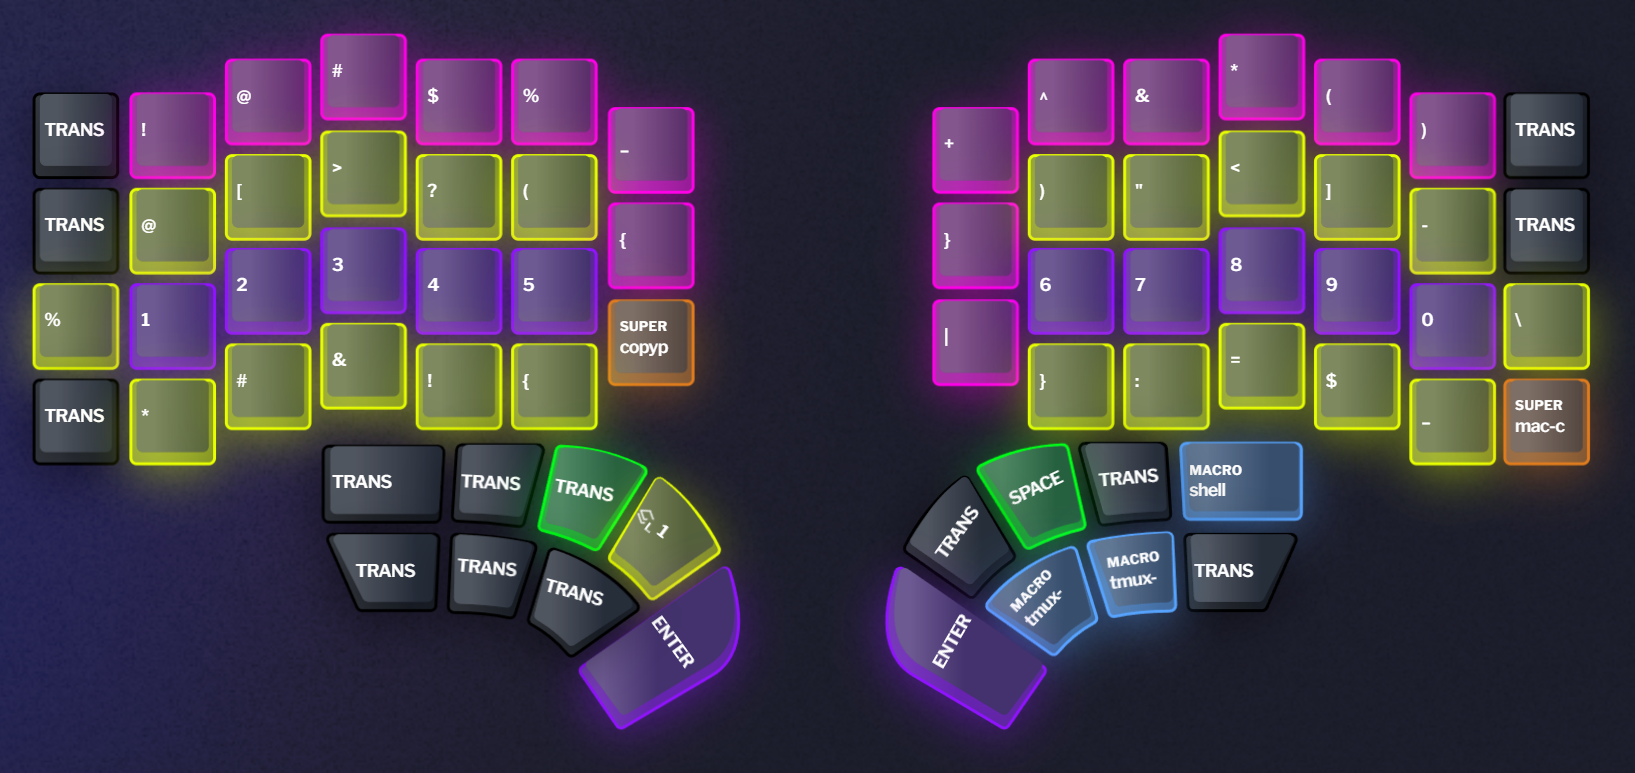 TRANS ! @ # $ % _
+ ^ & * ( ) TRANS
TRANS @ [ > ? ( {
} ) " < ] - TRANS
% 1 2 3 4 5 SUPER
copyp
| 6 7 8 9 0 \
TRANS * # & ! {
} : = $ _ SUPER
mac-c
TRANS TRANS TRANS L 1
TRANS SPACE TRANS MACRO
shell
TRANS TRANS TRANS ENTER
ENTER MACRO
tmux-
MACRO
tmux-
TRANS